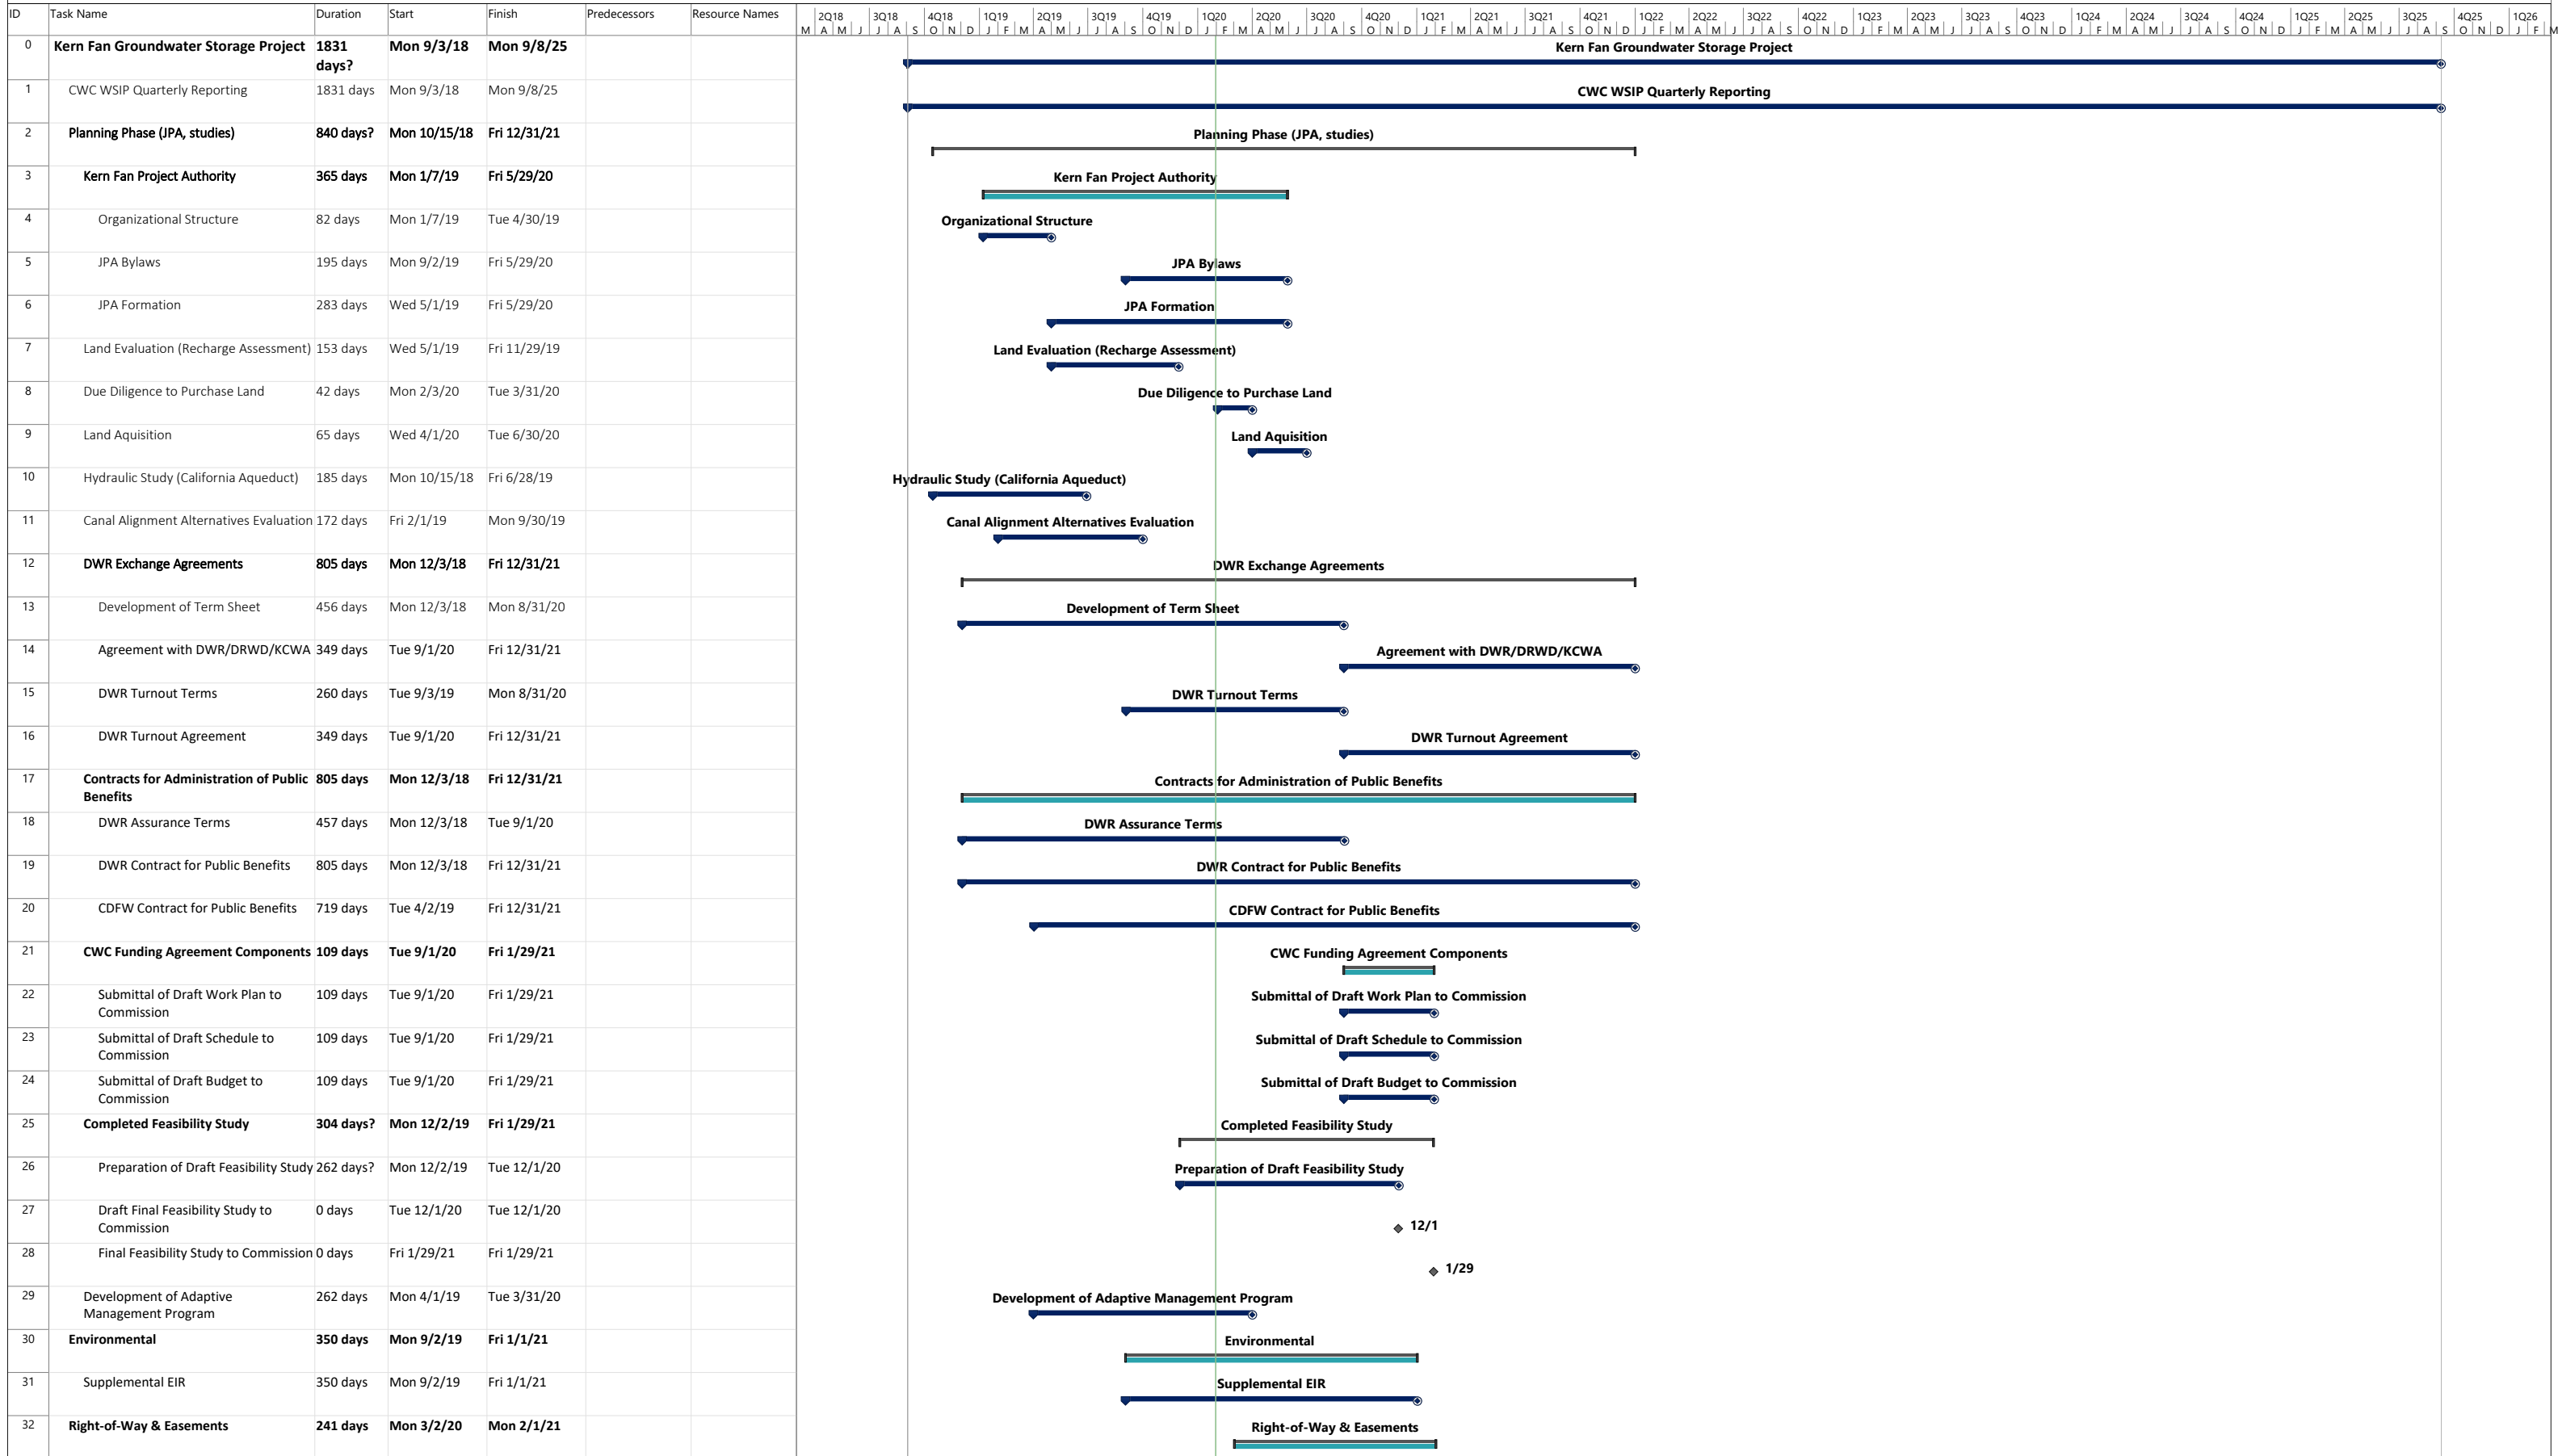 ID Task Name Duration Start Finish Predecessors Resource Names
2Q18 3Q18 4Q18 1Q19 2Q19 3Q19 4Q19 1Q20 2Q20 3Q20 4Q20 1Q21 2Q21 3Q21 4Q21 1Q22 2Q22 3Q22 4Q22 1Q23 2Q23 3Q23 4Q23 1Q24 2Q24 3Q24 4Q24 1Q25 2Q25 3Q25 4Q25 1Q26
M A M J J A S O N D J F M A M J J A S O N D J F M A M J J A S O N D J F M A M J J A S O N D J F M A M J J A S O N D J F M A M J J A S O N D J F M A M J J A S O N D J F M A M J J A S O N D J F M
0 Kern Fan Groundwater Storage Project 1831 Mon 9/3/18 Mon 9/8/25
days?
Kern Fan Groundwater Storage Project
1 CWC WSIP Quarterly Reporting 1831 days Mon 9/3/18 Mon 9/8/25
CWC WSIP Quarterly Reporting
2 Planning Phase (JPA, studies) 840 days? Mon 10/15/18 Fri 12/31/21
Planning Phase (JPA, studies)
3 Kern Fan Project Authority 365 days Mon 1/7/19 Fri 5/29/20
Kern Fan Project Authority
4 Organizational Structure 82 days Mon 1/7/19 Tue 4/30/19
Organizational Structure
5 JPA Bylaws 195 days Mon 9/2/19 Fri 5/29/20
JPA Bylaws
6 JPA Formation 283 days Wed 5/1/19 Fri 5/29/20
JPA Formation
7 Land Evaluation (Recharge Assessment) 153 days Wed 5/1/19 Fri 11/29/19
Land Evaluation (Recharge Assessment)
8 Due Diligence to Purchase Land 42 days Mon 2/3/20 Tue 3/31/20
Due Diligence to Purchase Land
9 Land Aquisition 65 days Wed 4/1/20 Tue 6/30/20
Land Aquisition
10 Hydraulic Study (California Aqueduct) 185 days Mon 10/15/18 Fri 6/28/19
Hydraulic Study (California Aqueduct)
11 Canal Alignment Alternatives Evaluation 172 days Fri 2/1/19 Mon 9/30/19
Canal Alignment Alternatives Evaluation
12 DWR Exchange Agreements 805 days Mon 12/3/18 Fri 12/31/21
DWR Exchange Agreements
13 Development of Term Sheet 456 days Mon 12/3/18 Mon 8/31/20
Development of Term Sheet
14 Agreement with DWR/DRWD/KCWA 349 days Tue 9/1/20 Fri 12/31/21
Agreement with DWR/DRWD/KCWA
15 DWR Turnout Terms 260 days Tue 9/3/19 Mon 8/31/20
DWR Turnout Terms
16 DWR Turnout Agreement 349 days Tue 9/1/20 Fri 12/31/21
DWR Turnout Agreement
17 Contracts for Administration of Public 805 days Mon 12/3/18 Fri 12/31/21
Benefits
Contracts for Administration of Public Benefits
18 DWR Assurance Terms 457 days Mon 12/3/18 Tue 9/1/20
DWR Assurance Terms
19 DWR Contract for Public Benefits 805 days Mon 12/3/18 Fri 12/31/21
DWR Contract for Public Benefits
20 CDFW Contract for Public Benefits 719 days Tue 4/2/19 Fri 12/31/21
CDFW Contract for Public Benefits
21 CWC Funding Agreement Components 109 days Tue 9/1/20 Fri 1/29/21
CWC Funding Agreement Components
22 Submittal of Draft Work Plan to 109 days Tue 9/1/20 Fri 1/29/21
Commission
Submittal of Draft Work Plan to Commission
23 Submittal of Draft Schedule to 109 days Tue 9/1/20 Fri 1/29/21
Commission
Submittal of Draft Schedule to Commission
24 Submittal of Draft Budget to 109 days Tue 9/1/20 Fri 1/29/21
Commission
Submittal of Draft Budget to Commission
25 Completed Feasibility Study 304 days? Mon 12/2/19 Fri 1/29/21
Completed Feasibility Study
26 Preparation of Draft Feasibility Study 262 days? Mon 12/2/19 Tue 12/1/20
Preparation of Draft Feasibility Study
27 Draft Final Feasibility Study to 0 days Tue 12/1/20 Tue 12/1/20
Commission
12/1
28 Final Feasibility Study to Commission 0 days Fri 1/29/21 Fri 1/29/21
1/29
29 Development of Adaptive 262 days Mon 4/1/19 Tue 3/31/20
Management Program
Development of Adaptive Management Program
30 Environmental 350 days Mon 9/2/19 Fri 1/1/21
Environmental
31 Supplemental EIR 350 days Mon 9/2/19 Fri 1/1/21
Supplemental EIR
32 Right-of-Way & Easements 241 days Mon 3/2/20 Mon 2/1/21
Right-of-Way & Easements